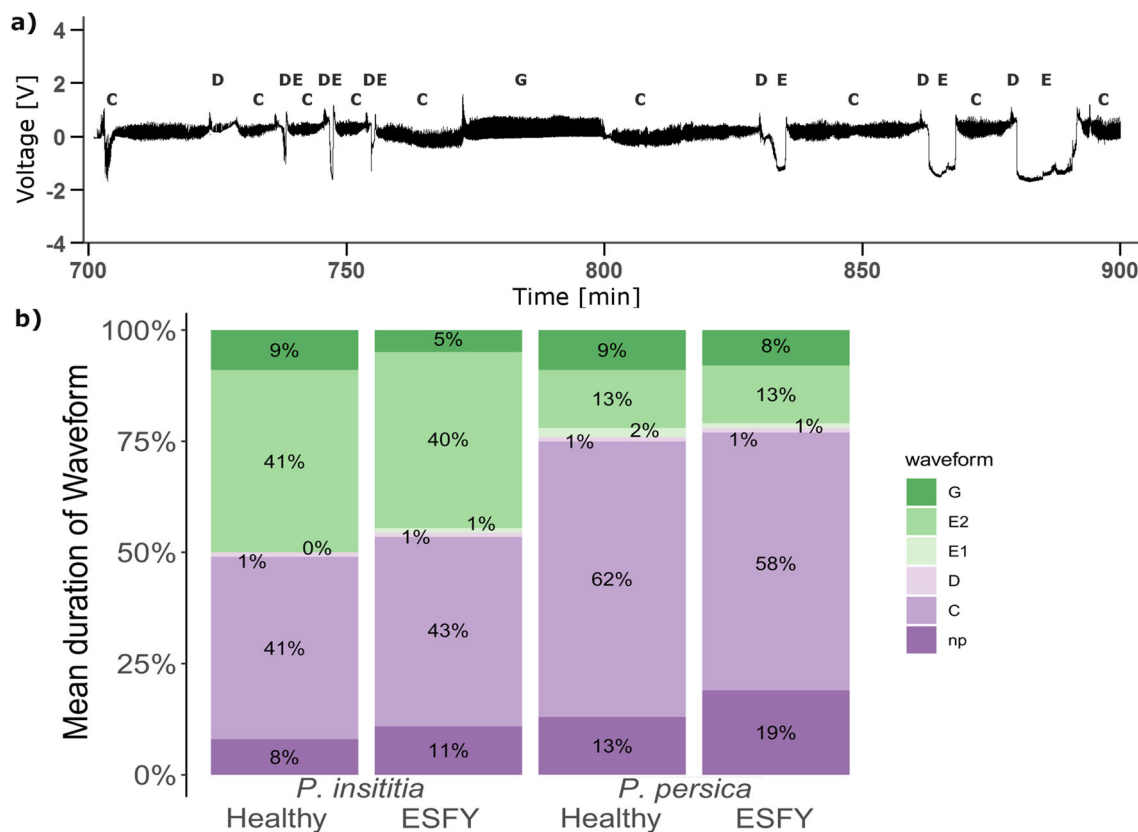 a)
4
2
0
-2
-4
Voltage [V]
D DE DE DE G D E D E D E
C C C C C C C C C
700 750 800 850 900
Time [min]
b)
Mean duration of Waveform
100%
75%
50%
25%
0%
9% 5% 9% 8%
41% 40% 13% 13%
0% 1% 2% 1%
1% 1% 1% 1%
41% 43% 62% 58%
8% 11% 13% 19%
P. insititia P. persica
Healthy ESFY Healthy ESFY
waveform
G
E2
E1
D
C
np